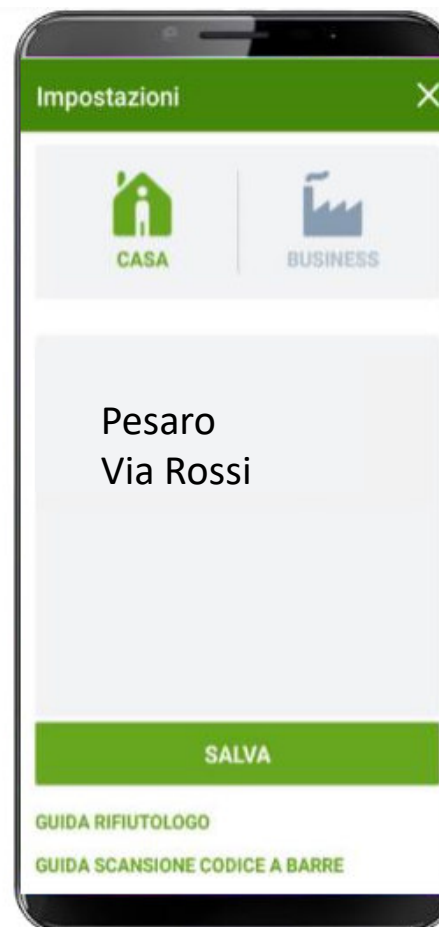 Impostazioni
CASA
BUSINESS
Pesaro
Via Rossi
SALVA
GUIDA RIFIUTOLOGO
GUIDA SCANSIONE CODICE A BARRE